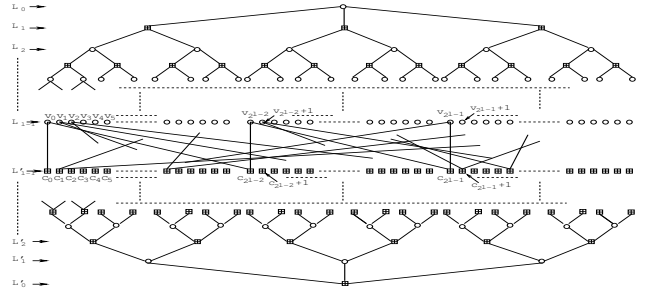 L₀
L₁
L₂
v₀ v₁ v₂ v₃ v₄ v₅ v₂l-2 v₂l-2+1 v₂l-1 v₂l-1+1
c₀ c₁ c₂ c₃ c₄ c₅ c₂l-2 c₂l-2+1 c₂l-1 c₂l-1+1
L'₂
L'₁
L'₀